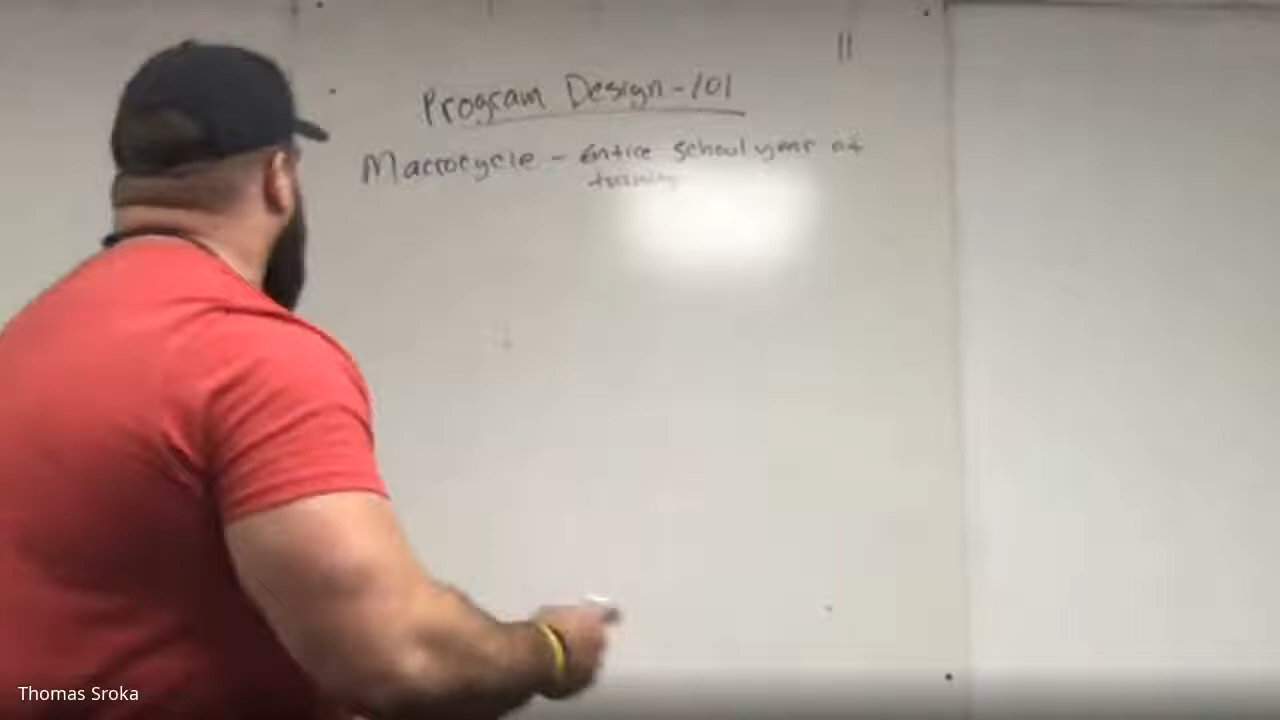 Program Design - 101
Macrocycle - Entire school year of
training
Thomas Sroka